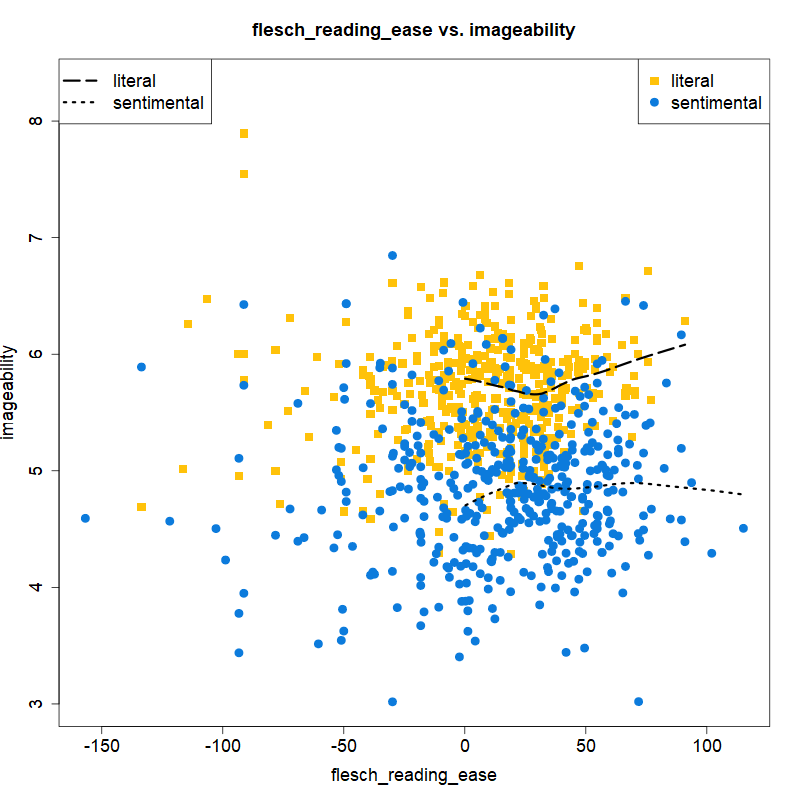 flesch_reading_ease vs. imageability
literal
sentimental
literal
sentimental
8
7
6
5
4
3
imageability
-150 -100 -50 0 50 100
flesch_reading_ease